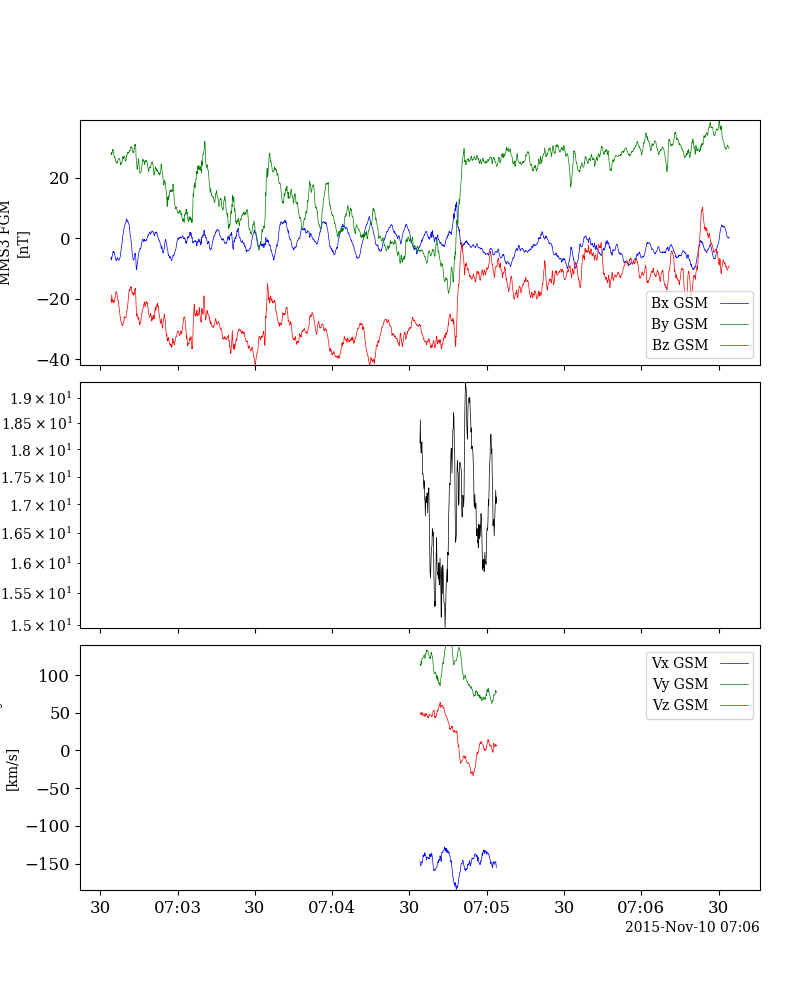 20
0
−20
−40
MMS3 FGM
[nT]
Bx GSM
By GSM
Bz GSM
1.9 × 10¹
1.85 × 10¹
1.8 × 10¹
1.75 × 10¹
1.7 × 10¹
1.65 × 10¹
1.6 × 10¹
1.55 × 10¹
1.5 × 10¹
100
50
0
−50
−100
−150
[km/s]
Vx GSM
Vy GSM
Vz GSM
30 07:03 30 07:04 30 07:05 30 07:06 30
2015-Nov-10 07:06